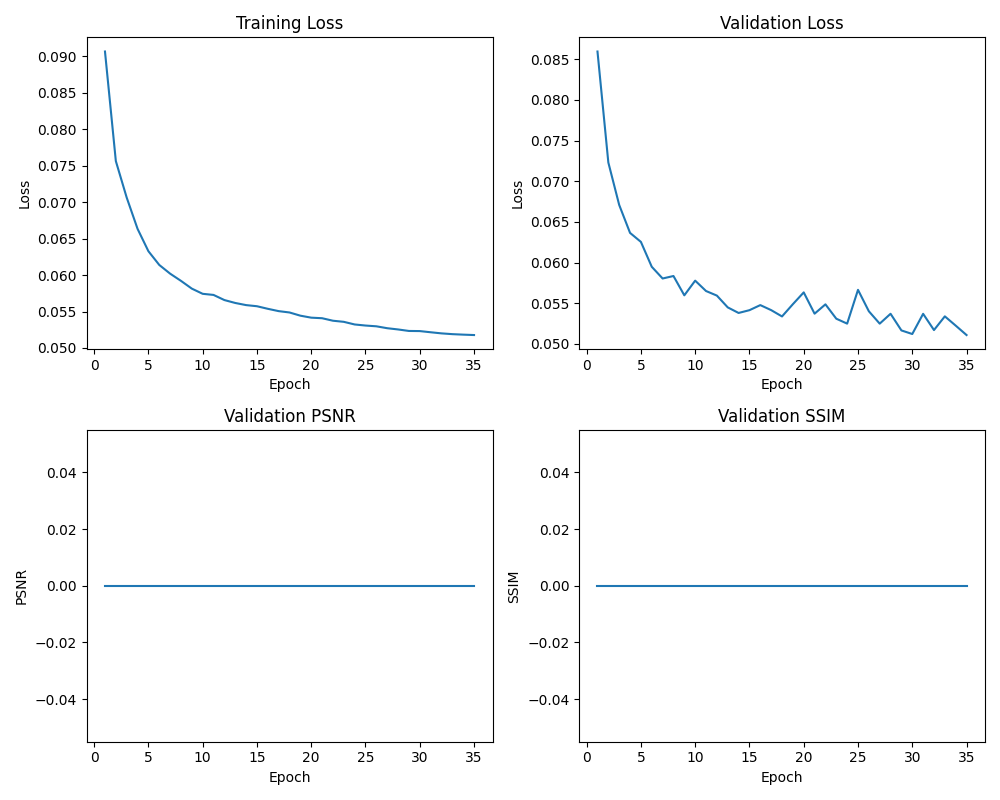 Training Loss
Validation Loss
0.090
0.085
0.080
0.075
0.070
0.065
0.060
0.055
0.050
Loss
0 5 10 15 20 25 30 35
Epoch
0.085
0.080
0.075
0.070
0.065
0.060
0.055
0.050
Loss
0 5 10 15 20 25 30 35
Epoch
Validation PSNR
Validation SSIM
0.04
0.02
0.00
−0.02
−0.04
PSNR
0 5 10 15 20 25 30 35
Epoch
0.04
0.02
0.00
−0.02
−0.04
SSIM
0 5 10 15 20 25 30 35
Epoch